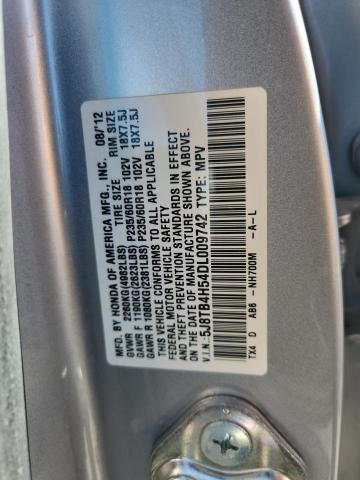 MFD. BY HONDA OF AMERICA MFG., INC. 08/'12
TIRE SIZE RIM SIZE
GVWR 2260KG(4982LBS)
GAWR F 1190KG(2623LBS) P235/60R18 102V 18X7.5J
GAWR R 1080KG(2381LBS) P235/60R18 102V 18X7.5J
THIS VEHICLE CONFORMS TO ALL APPLICABLE
FEDERAL MOTOR VEHICLE SAFETY
AND THEFT PREVENTION STANDARDS IN EFFECT
ON THE DATE OF MANUFACTURE SHOWN ABOVE.
V.I.N.: 5J8TB4H54DL009742 TYPE: MPV
TX4 D AB6 -NH700M -A-L